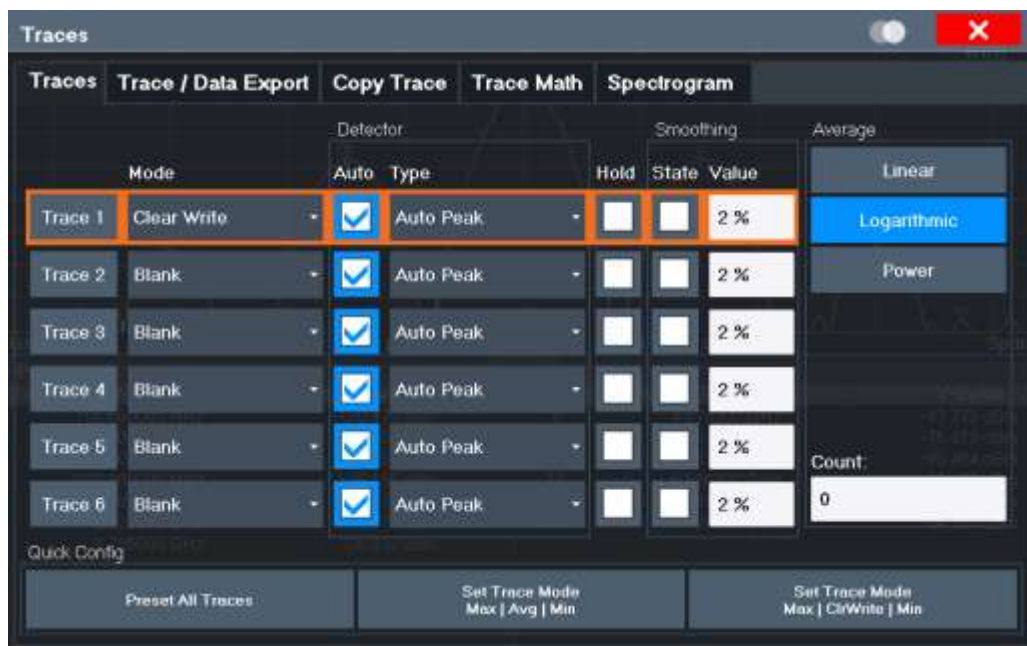 Traces
Traces Trace / Data Export Copy Trace Trace Math Spectrogram
Detector Smoothing Average
Mode Auto Type Hold State Value Linear
Trace 1 Clear Write Auto Peak 2 % Logarithmic
Trace 2 Blank Auto Peak 2 % Power
Trace 3 Blank Auto Peak 2 %
Trace 4 Blank Auto Peak 2 %
Trace 5 Blank Auto Peak 2 %
Count:
Trace 6 Blank Auto Peak 2 % 0
Quick Config
Preset All Traces Set Trace Mode Set Trace Mode
Max | Avg | Min Max | ClrWrite | Min